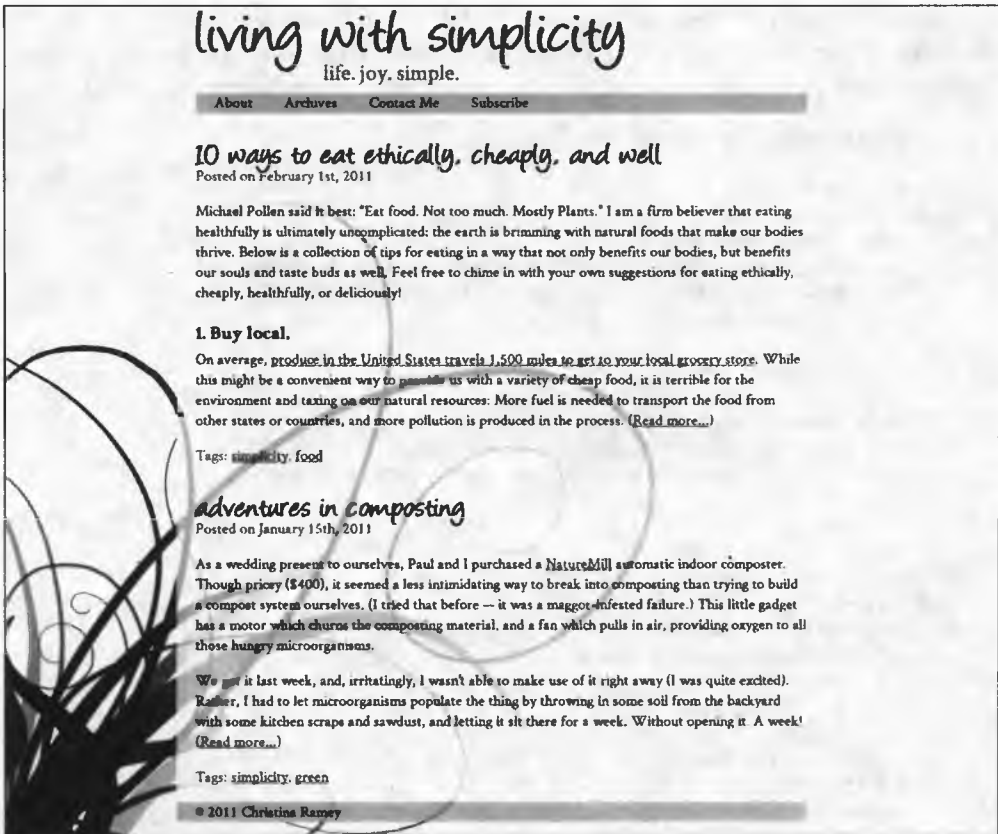 living with simplicity
life. joy. simple.
About Archives Contact Me Subscribe
10 ways to eat ethically, cheaply, and well
Posted on February 1st, 2011
Michael Pollen said it best: "Eat food. Not too much. Mostly Plants." I am a firm believer that eating
healthfully is ultimately uncomplicated: the earth is brimming with natural foods that make our bodies
thrive. Below is a collection of tips for eating in a way that not only benefits our bodies, but benefits
our souls and taste buds as well. Feel free to chime in with your own suggestions for eating ethically,
cheaply, healthfully, or deliciously!
1. Buy local.
On average, produce in the United States travels 1,500 miles to get to your local grocery store. While
this might be a convenient way to provide us with a variety of cheap food, it is terrible for the
environment and taxing on our natural resources: More fuel is needed to transport the food from
other states or countries, and more pollution is produced in the process. (Read more...)
Tags: simplicity, food
adventures in composting
Posted on January 15th, 2011
As a wedding present to ourselves, Paul and I purchased a NatureMill automatic indoor composter.
Though pricey ($400), it seemed a less intimidating way to break into composting than trying to build
a compost system ourselves. (I tried that before — it was a maggot-infested failure.) This little gadget
has a motor which churns the composting material, and a fan which pulls in air, providing oxygen to all
those hungry microorganisms.
We got it last week, and, irritatingly, I wasn't able to make use of it right away (I was quite excited).
Rather, I had to let microorganisms populate the thing by throwing in some soil from the backyard
with some kitchen scraps and sawdust, and letting it sit there for a week. Without opening it. A week!
(Read more...)
Tags: simplicity, green
© 2011 Christina Ramey